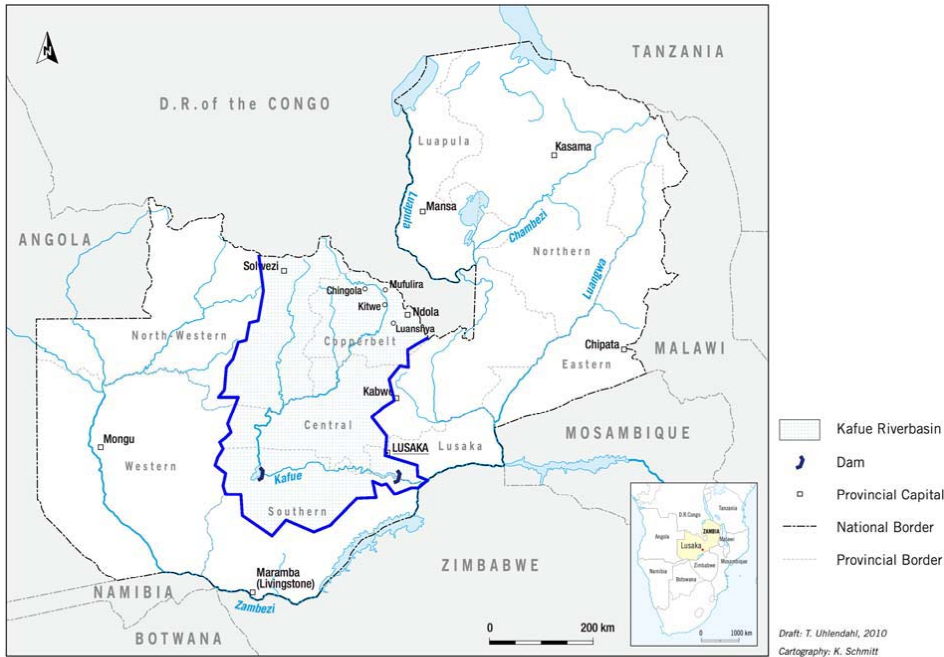 N
TANZANIA
D.R. of the CONGO
Luapula
Kasama
Luapula
Mansa
Chambezi
ANGOLA
Northern
Solwezi
Luangwa
Chingola
Mufulira
Kitwe
Ndola
Luanshya
North-Western
Copperbelt
Chipata
MALAWI
Eastern
Kabwe
Central
Mongu
LUSAKA
Lusaka
MOSAMBIQUE
Western
Kafue
Southern
ZIMBABWE
Maramba
(Livingstone)
NAMIBIA
Zambezi
BOTWANA
0 200 km
Kafue Riverbasin
Dam
Provincial Capital
National Border
Provincial Border
D.R.Congo
Tanzania
ZAMBIA
Angola
Malawi
Lusaka
Mosambique
Zimbabwe
Namibia
Botswana
0 1000 km
Draft: T. Uhlendahl, 2010
Cartography: K. Schmitt